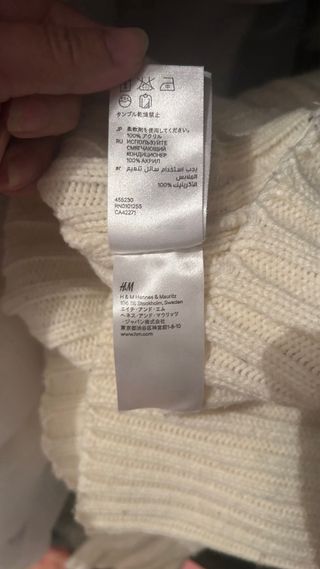 タンブル乾燥禁止
JP 柔軟剤を使用してください。
100% アクリル
RU ИСПОЛЬЗУЙТЕ
СМЯГЧАЮЩИЙ
КОНДИЦИОНЕР
100% АКРИЛ
ar يجب استخدام سائل تنعيم
الملابس
الاكريليك %100
455230
RN0101255
CA42271
H&M
H & M Hennes & Mauritz
106 38 Stockholm, Sweden
エイチ・アンド・エム
ヘネス・アンド・マウリッツ
・ジャパン株式会社
東京都渋谷区神宮前1-8-10
www.hm.com